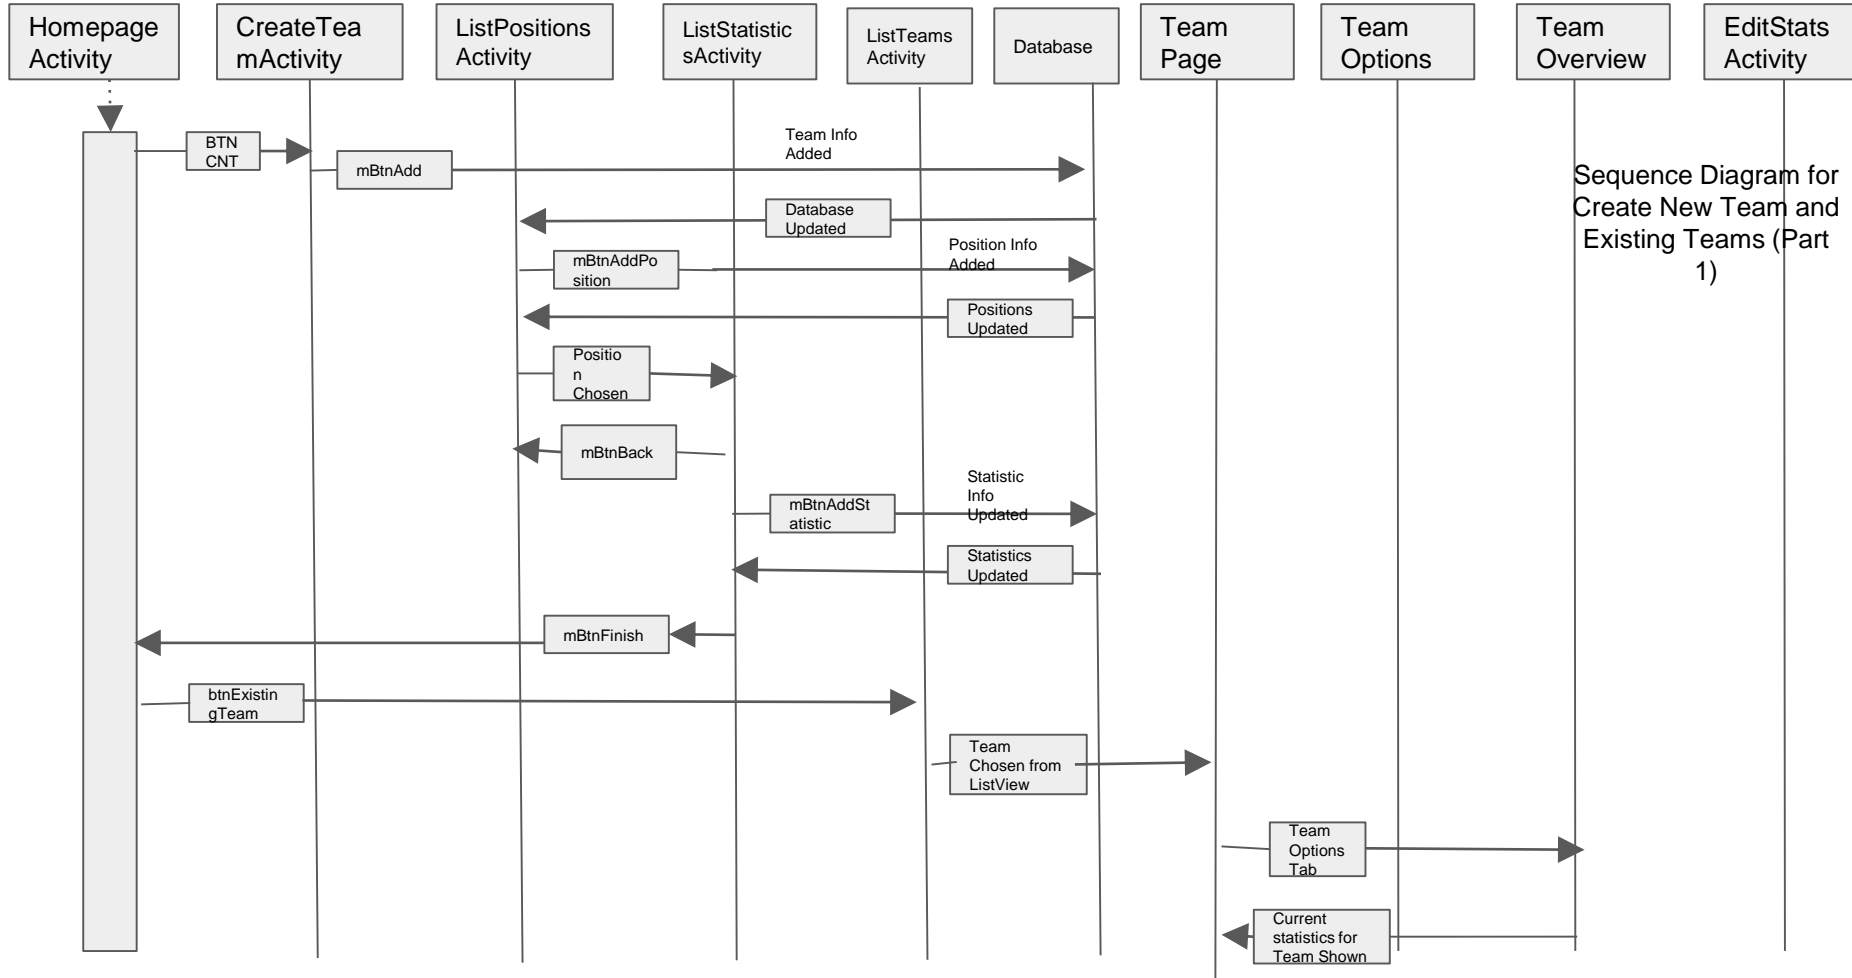 Homepage
Activity
CreateTea
mActivity
ListPositions
Activity
ListStatistic
sActivity
ListTeams
Activity
Database
Team
Page
Team
Options
Team
Overview
EditStats
Activity
BTN
CNT
mBtnAdd
Team Info
Added
Sequence Diagram for
Create New Team and
Existing Teams (Part
1)
Database
Updated
mBtnAddPo
sition
Position Info
Added
Positions
Updated
Positio
n
Chosen
mBtnBack
mBtnAddSt
atistic
Statistic
Info
Updated
Statistics
Updated
mBtnFinish
btnExistin
gTeam
Team
Chosen from
ListView
Team
Options
Tab
Current
statistics for
Team Shown